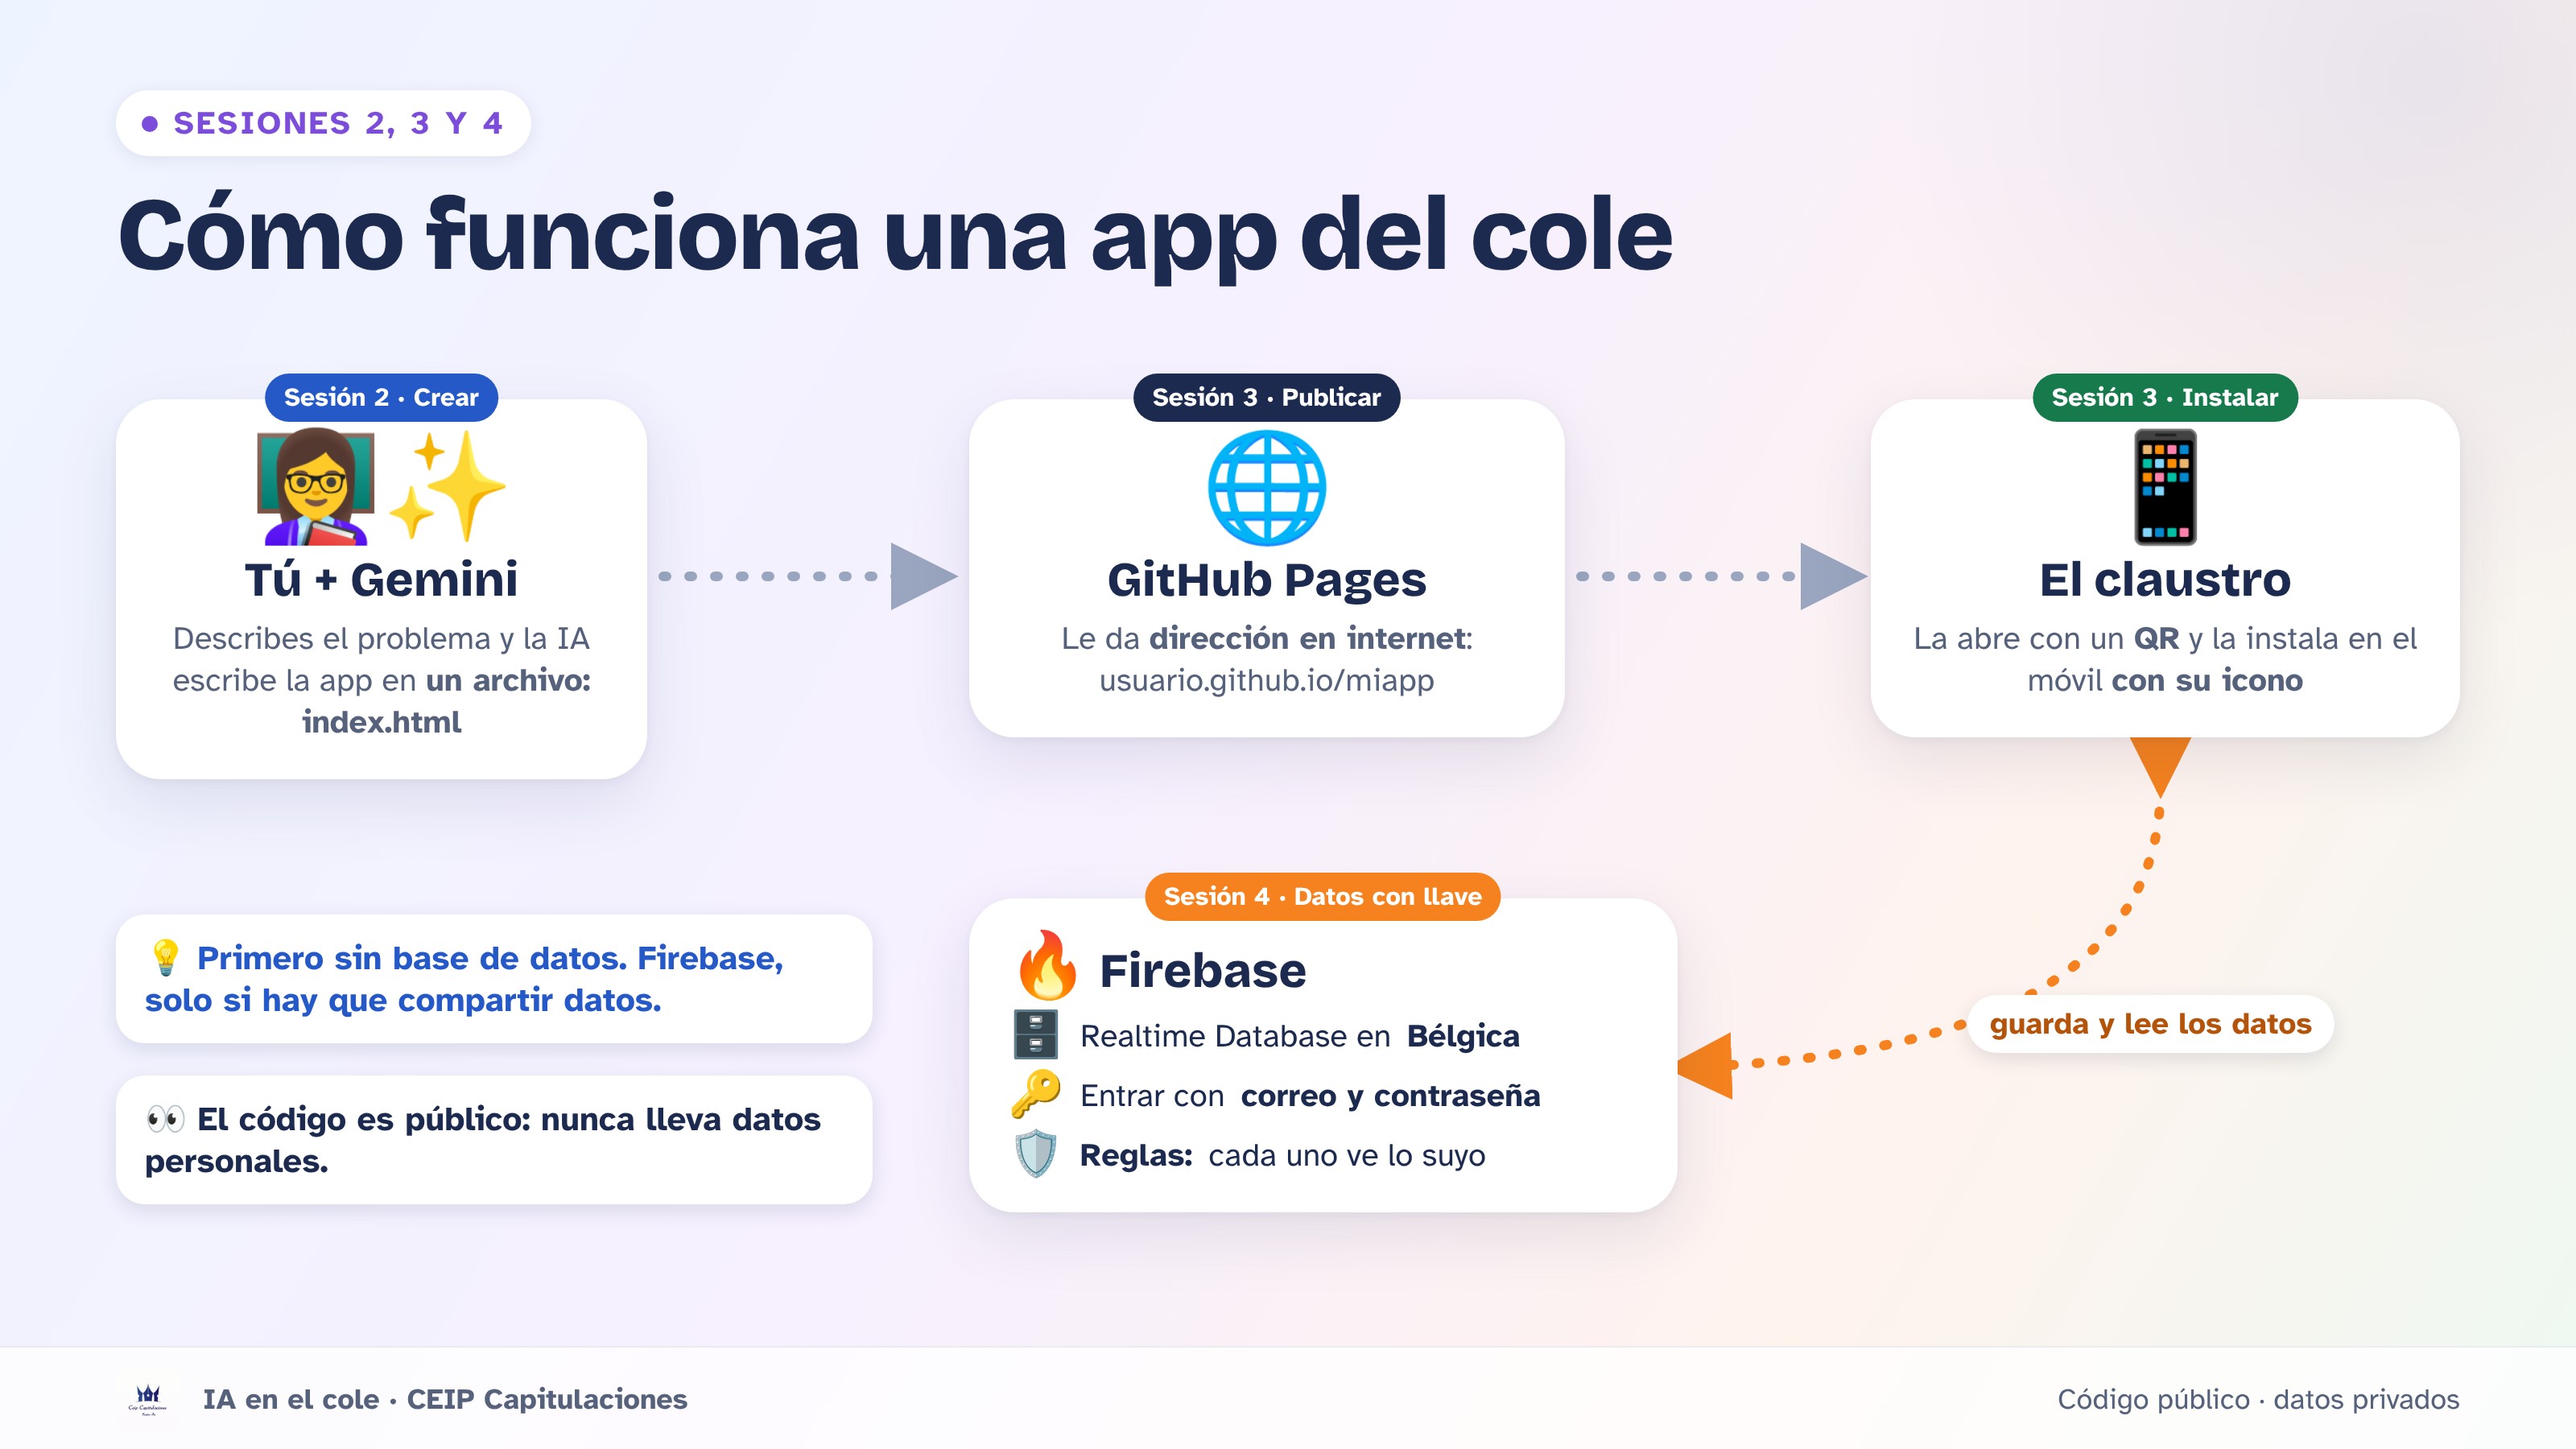 SESIONES 2, 3 Y 4
Cómo funciona una app del cole
Sesión 2 · Crear
Tú + Gemini
Describes el problema y la IA
escribe la app en un archivo:
index.html
Sesión 3 · Publicar
GitHub Pages
Le da dirección en internet:
usuario.github.io/miapp
Sesión 3 · Instalar
El claustro
La abre con un QR y la instala en el
móvil con su icono
💡 Primero sin base de datos. Firebase,
solo si hay que compartir datos.
👀 El código es público: nunca lleva datos
personales.
Sesión 4 · Datos con llave
Firebase
Realtime Database en Bélgica
Entrar con correo y contraseña
Reglas: cada uno ve lo suyo
guarda y lee los datos
IA en el cole · CEIP Capitulaciones
Código público · datos privados